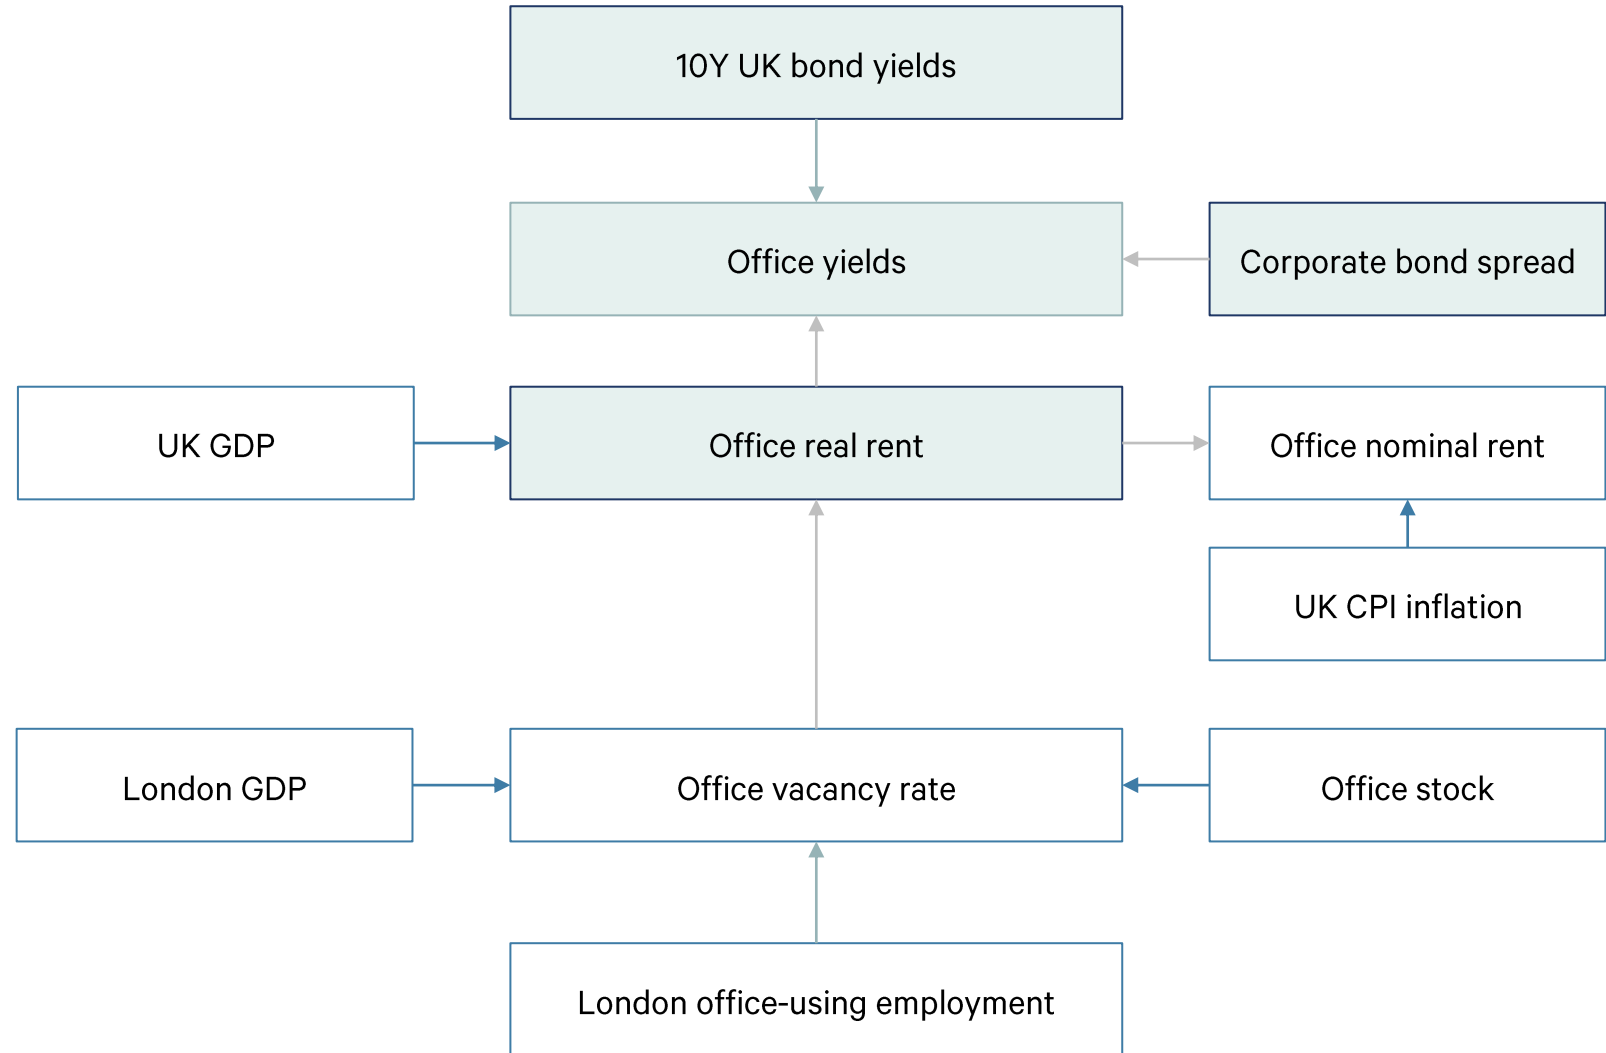 10Y UK bond yields
Office yields
Corporate bond spread
UK GDP
Office real rent
Office nominal rent
UK CPI inflation
London GDP
Office vacancy rate
Office stock
London office-using employment